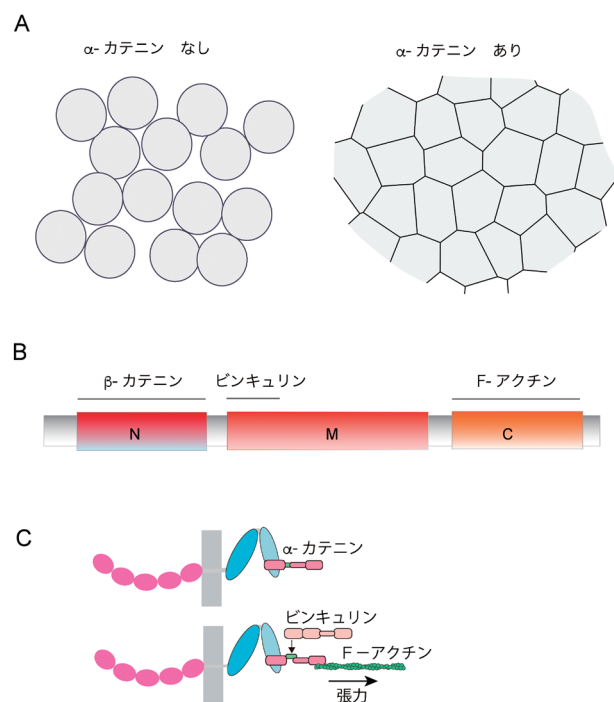 A
α- カテニン なし
α- カテニン あり
B
β- カテニン
ビンキュリン
F- アクチン
N
M
C
C
α- カテニン
ビンキュリン
F －アクチン
張力